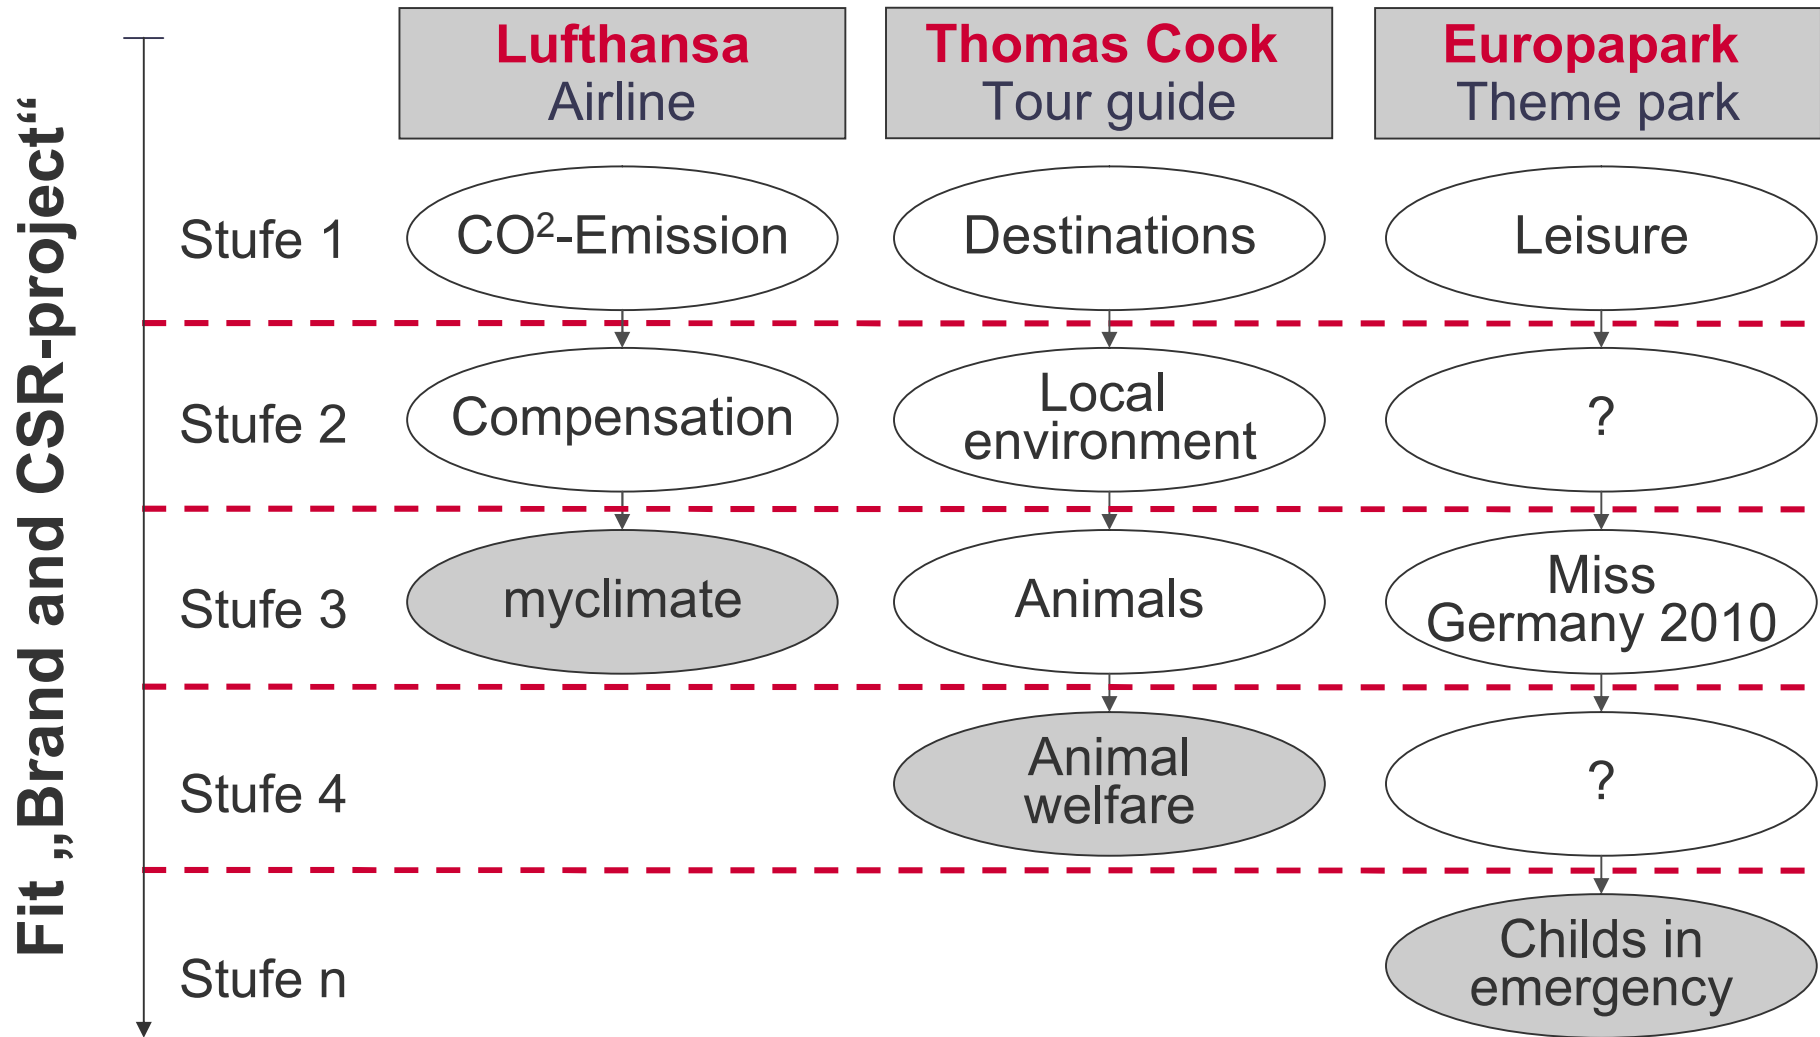 Fit „Brand and CSR-project“
Lufthansa
Airline
Thomas Cook
Tour guide
Europapark
Theme park
Stufe 1
CO²-Emission
Destinations
Leisure
Stufe 2
Compensation
Local
environment
?
Stufe 3
myclimate
Animals
Miss
Germany 2010
Stufe 4
Animal
welfare
?
Stufe n
Childs in
emergency